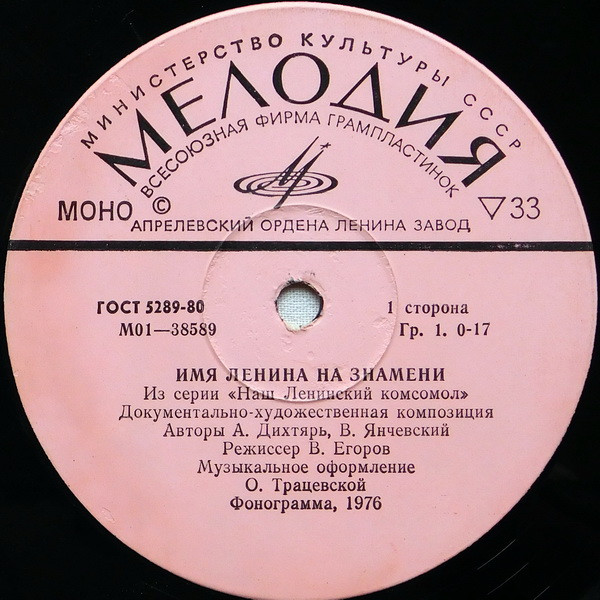 МИНИСТЕРСТВО КУЛЬТУРЫ СССР
МЕЛОДИЯ
ВСЕСОЮЗНАЯ ФИРМА ГРАМПЛАСТИНОК
МОНО © ▽33
АПРЕЛЕВСКИЙ ОРДЕНА ЛЕНИНА ЗАВОД
ГОСТ 5289-80 1 сторона
М01—38589 Гр. 1. 0-17
ИМЯ ЛЕНИНА НА ЗНАМЕНИ
Из серии «Наш Ленинский комсомол»
Документально-художественная композиция
Авторы А. Дихтярь, В. Янчевский
Режиссер В. Егоров
Музыкальное оформление
О. Трацевской
Фонограмма, 1976